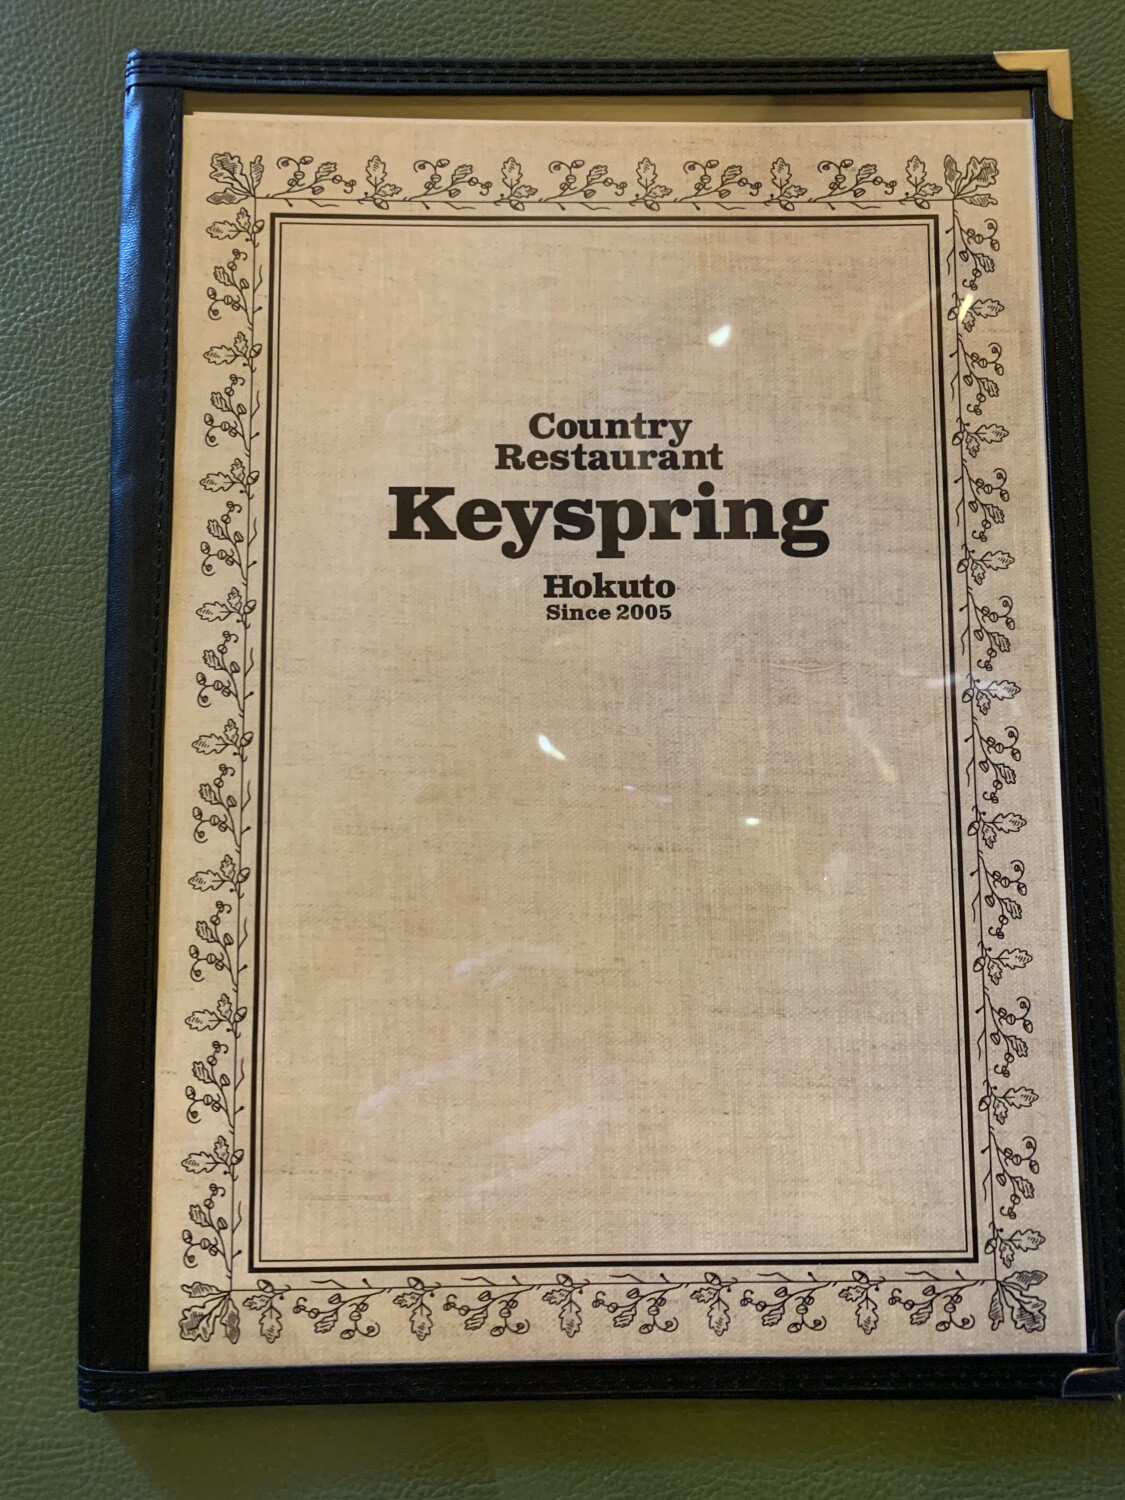 Country
Restaurant
Keyspring
Hokuto
Since 2005